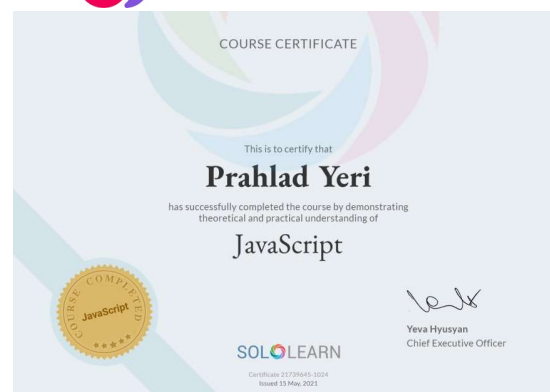 COURSE CERTIFICATE
This is to certify that
Prahlad Yeri
has successfully completed the course by demonstrating
theoretical and practical understanding of
JavaScript
COURSE COMPLETED
JavaScript
Yeva Hyusyan
Chief Executive Officer
SOLOLEARN
Certificate 21739645-1024
Issued 15 May, 2021